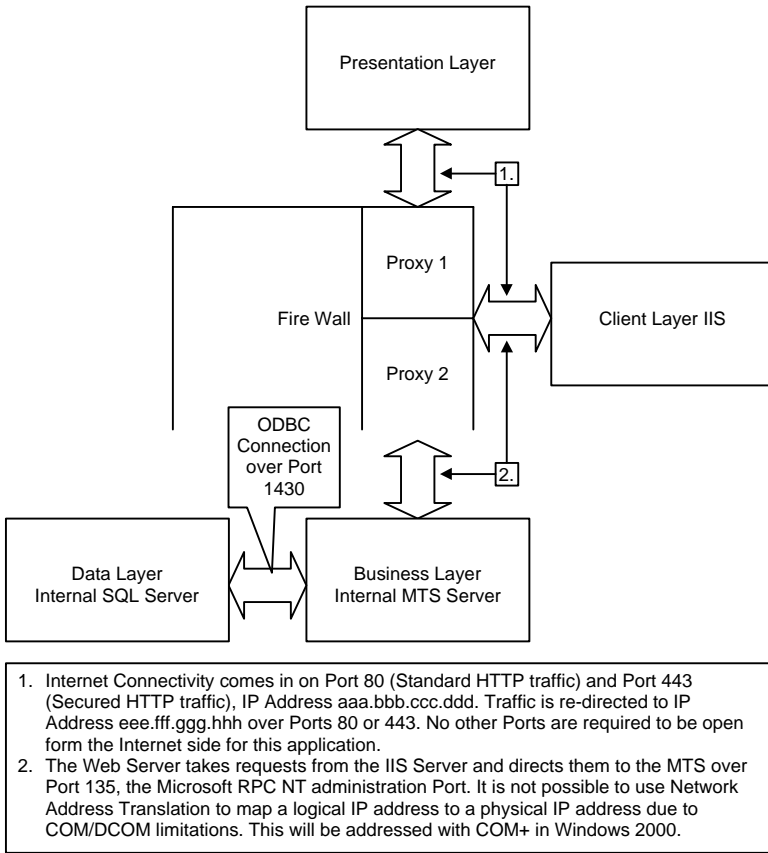 Presentation Layer
1.
Proxy 1
Fire Wall
Client Layer IIS
Proxy 2
ODBC
Connection
over Port
1430
2.
Data Layer
Internal SQL Server
Business Layer
Internal MTS Server
1. Internet Connectivity comes in on Port 80 (Standard HTTP traffic) and Port 443
(Secured HTTP traffic), IP Address aaa.bbb.ccc.ddd. Traffic is re-directed to IP
Address eee.fff.ggg.hhh over Ports 80 or 443. No other Ports are required to be open
form the Internet side for this application.
2. The Web Server takes requests from the IIS Server and directs them to the MTS over
Port 135, the Microsoft RPC NT administration Port. It is not possible to use Network
Address Translation to map a logical IP address to a physical IP address due to
COM/DCOM limitations. This will be addressed with COM+ in Windows 2000.